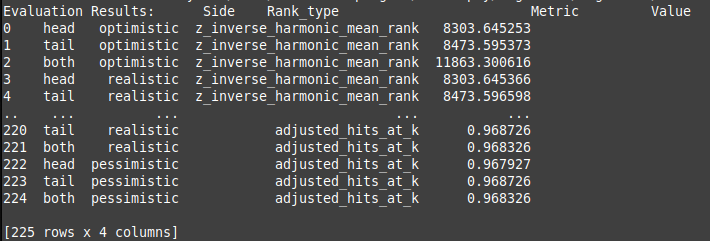 Evaluation Results:      Side    Rank_type                        Metric         Value
0    head   optimistic  z_inverse_harmonic_mean_rank   8303.645253
1    tail   optimistic  z_inverse_harmonic_mean_rank   8473.595373
2    both   optimistic  z_inverse_harmonic_mean_rank  11863.300616
3    head    realistic  z_inverse_harmonic_mean_rank   8303.645366
4    tail    realistic  z_inverse_harmonic_mean_rank   8473.596598
..    ...          ...                           ...           ...
220  tail    realistic            adjusted_hits_at_k      0.968726
221  both    realistic            adjusted_hits_at_k      0.968326
222  head  pessimistic            adjusted_hits_at_k      0.967927
223  tail  pessimistic            adjusted_hits_at_k      0.968726
224  both  pessimistic            adjusted_hits_at_k      0.968326
[225 rows x 4 columns]